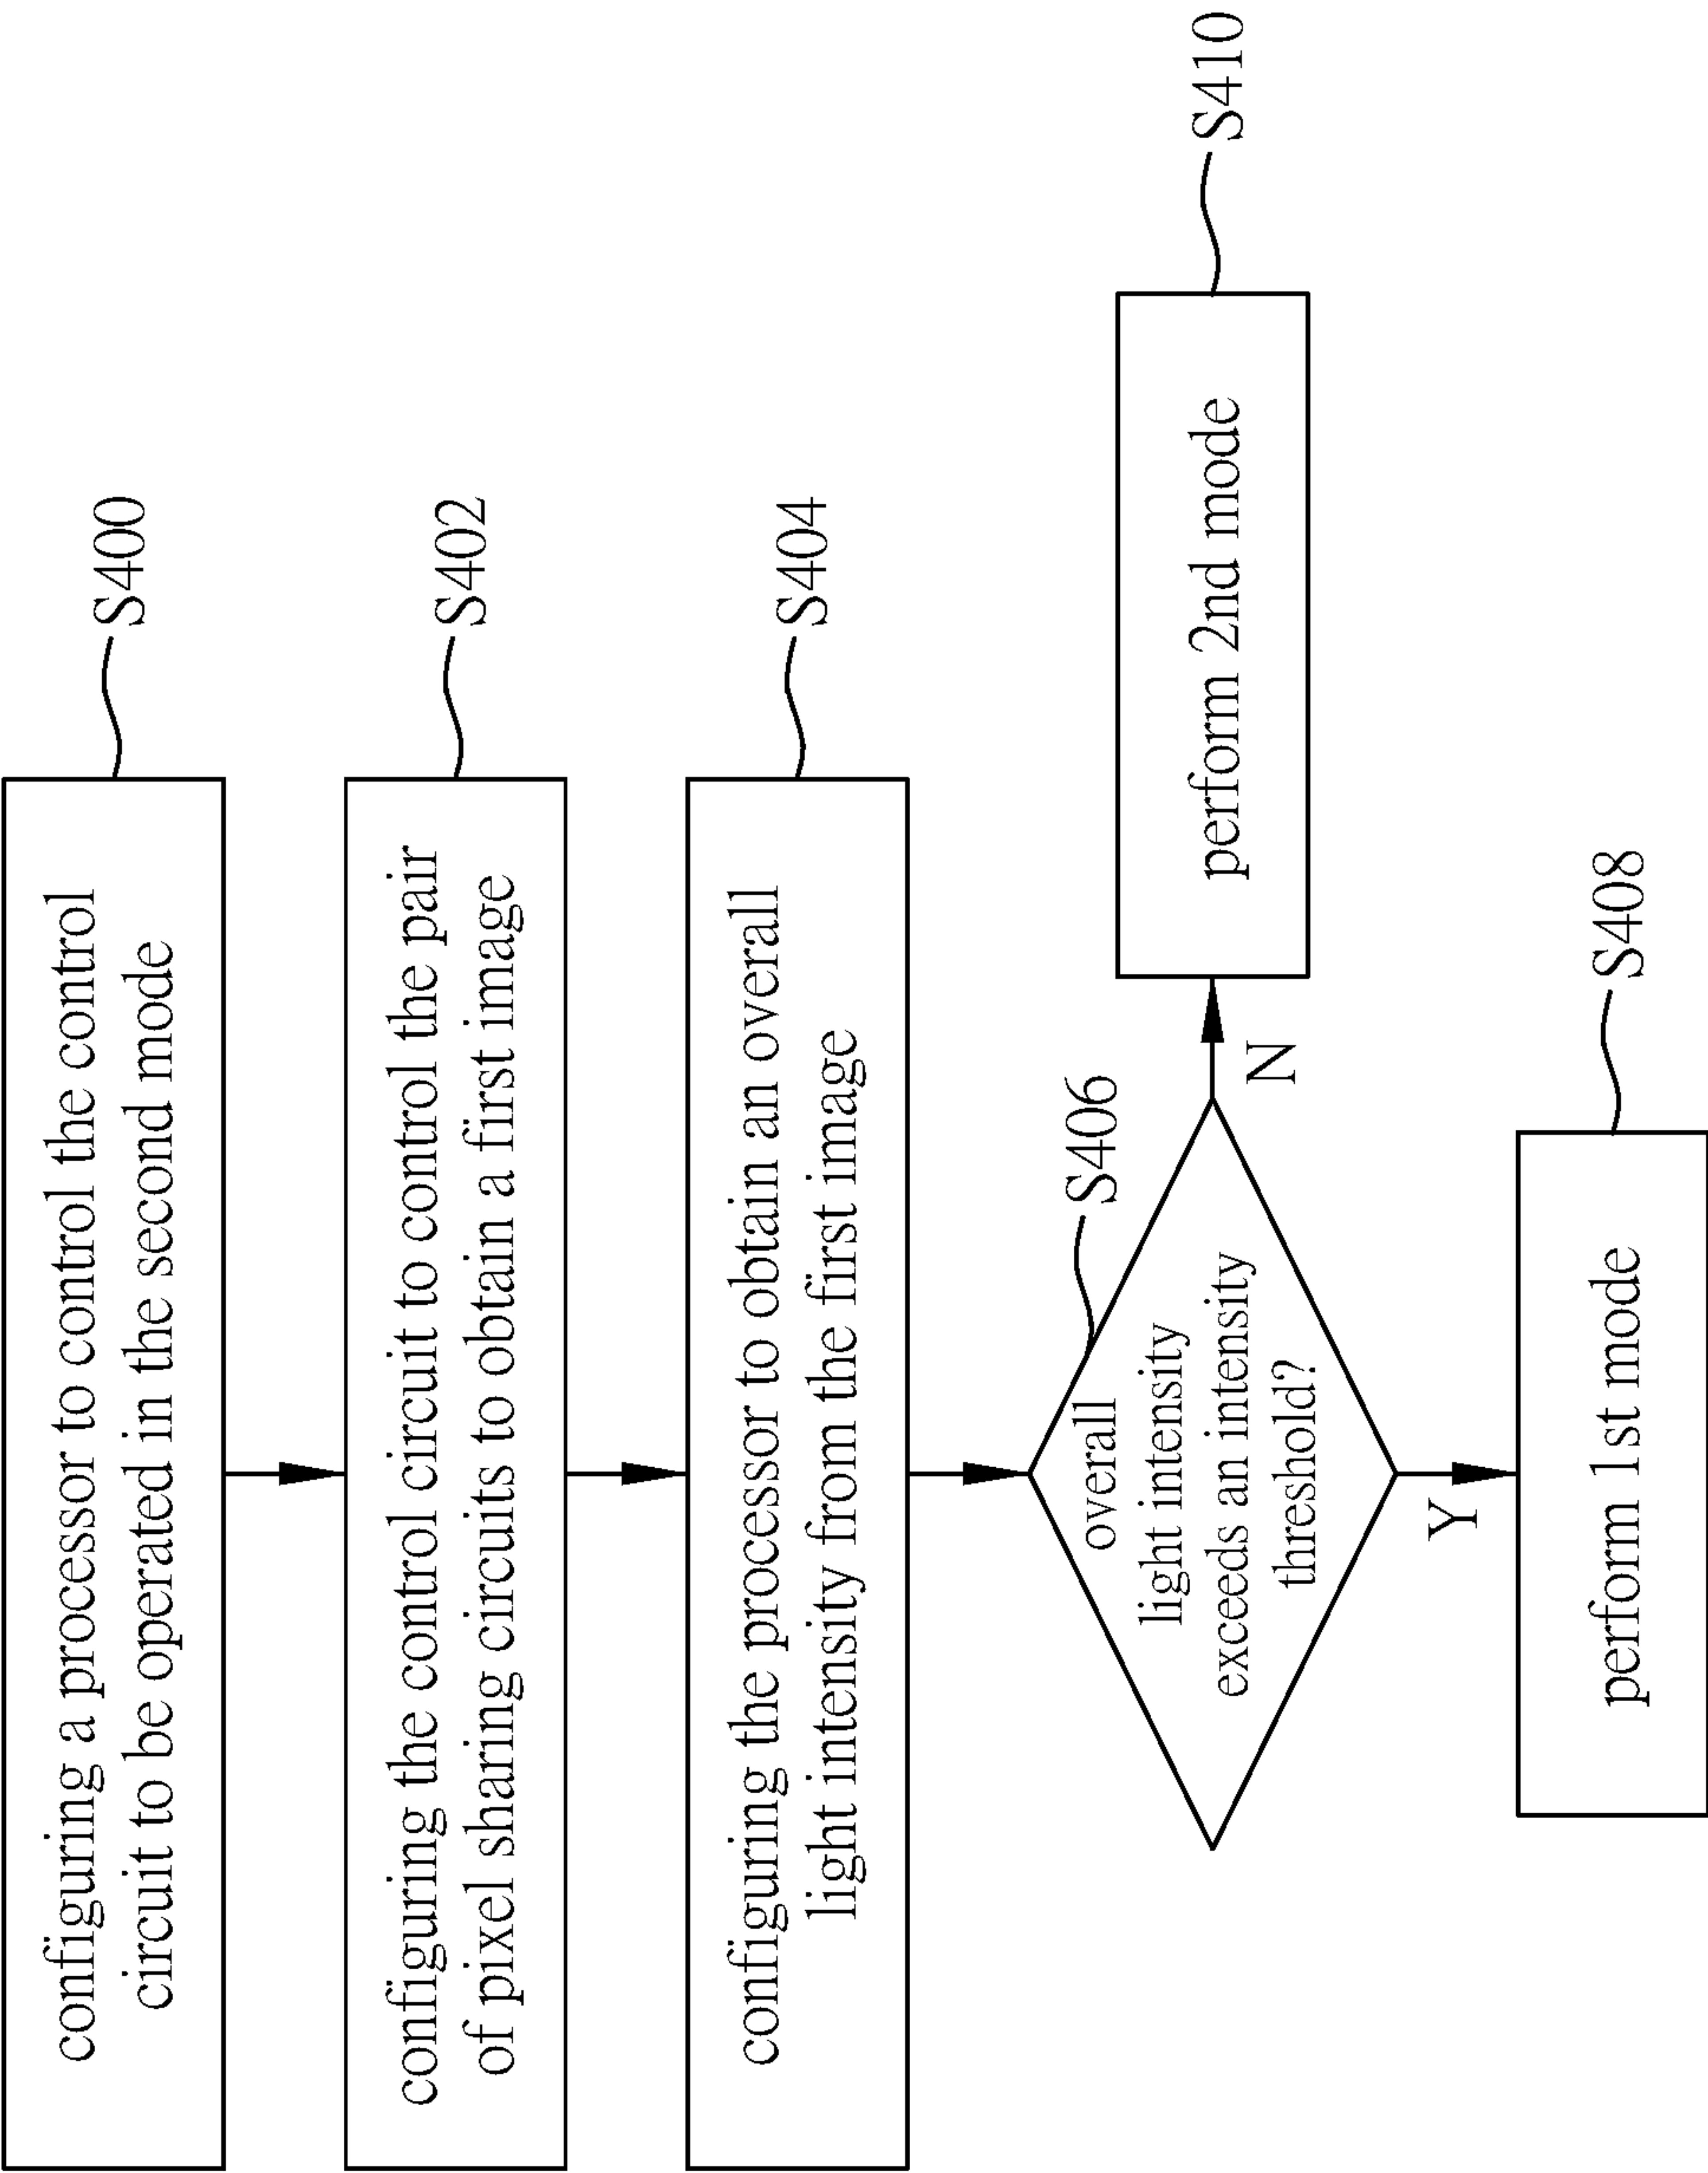 configuring a processor to control the control
circuit to be operated in the second mode
S400
configuring the control circuit to control the pair
of pixel sharing circuits to obtain a first image
S402
configuring the processor to obtain an overall
light intensity from the first image
S404
overall
light intensity
exceeds an intensity
threshold?
S406
N
perform 2nd mode
S410
Y
perform 1st mode
S408